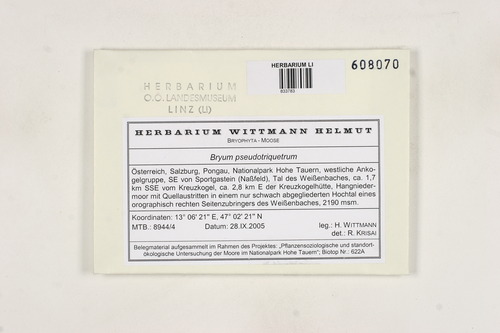 HERBARIUM LI
933783
608070
HERBARIUM
O.Ö. LANDESMUSEUM
LINZ (LI)
HERBARIUM WITTMANN HELMUT
BRYOPHYTA - MOOSE
Bryum pseudotriquetrum
Österreich, Salzburg, Pongau, Nationalpark Hohe Tauern, westliche Anko-
gelgruppe, SE von Sportgastein (Naßfeld), Tal des Weißenbaches, ca. 1,7
km SSE vom Kreuzkogel, ca. 2,8 km E der Kreuzkogelhütte, Hangnieder-
moor mit Quellaustritten in einem nur schwach abgegliederten Hochtal eines
orographisch rechten Seitenzubringers des Weißenbaches, 2190 msm.
Koordinaten: 13° 06' 21" E, 47° 02' 21" N
MTB.: 8944/4 Datum: 28.IX.2005 leg.: H. WITTMANN
det.: R. KRISAI
Belegmaterial aufgesammelt im Rahmen des Projektes: „Pflanzensoziologische und standort-
ökologische Untersuchung der Moore im Nationalpark Hohe Tauern"; Biotop Nr.: 622A